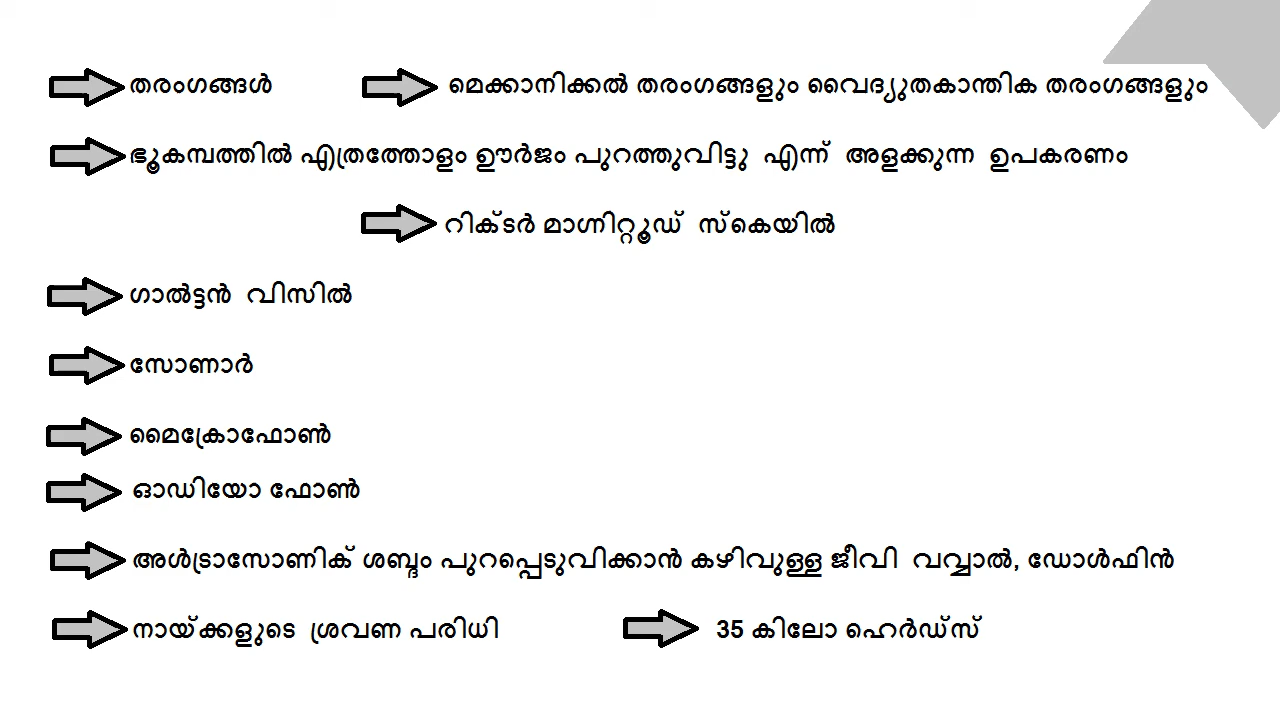 തരംഗങ്ങൾ മെക്കാനിക്കൽ തരംഗങ്ങളും വൈദ്യുതകാന്തിക തരംഗങ്ങളും
ഭൂകമ്പത്തിൽ എത്രത്തോളം ഊർജം പുറത്തുവിട്ടു എന്ന് അളക്കുന്ന ഉപകരണം
റിക്ടർ മാഗ്നിറ്റൂഡ് സ്കെയിൽ
ഗാൽട്ടൻ വിസിൽ
സോണാർ
മൈക്രോഫോൺ
ഓഡിയോ ഫോൺ
അൾട്രാസോണിക് ശബ്ദം പുറപ്പെടുവിക്കാൻ കഴിവുള്ള ജീവി വവ്വാൽ, ഡോൾഫിൻ
നായ്ക്കളുടെ ശ്രവണ പരിധി 35 കിലോ ഹെർഡ്സ്